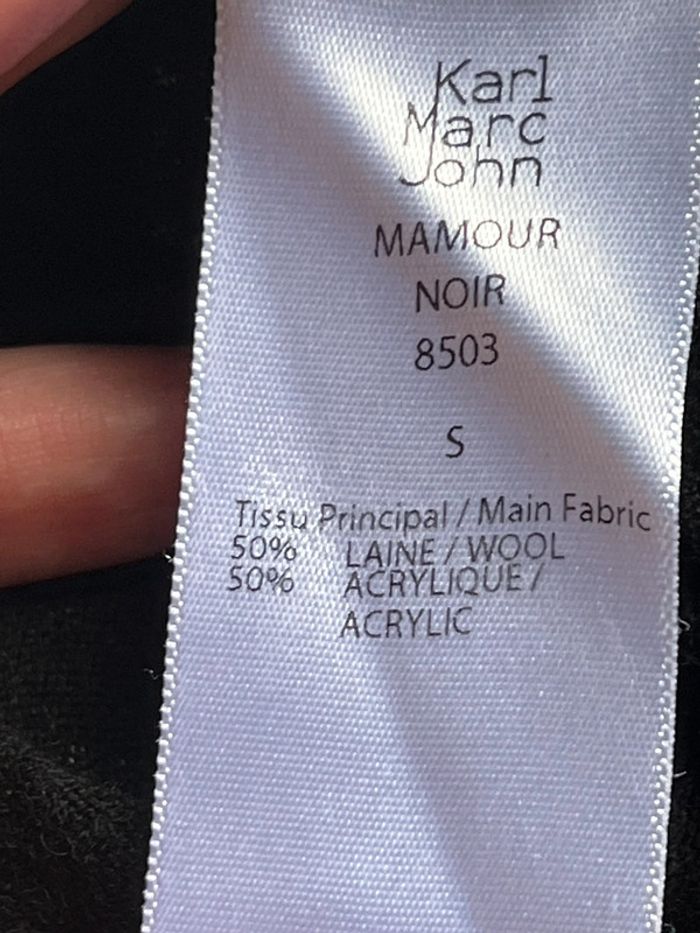 Karl
Marc
John
MAMOUR
NOIR
8503
S
Tissu Principal / Main Fabric
50% LAINE / WOOL
50% ACRYLIQUE /
ACRYLIC